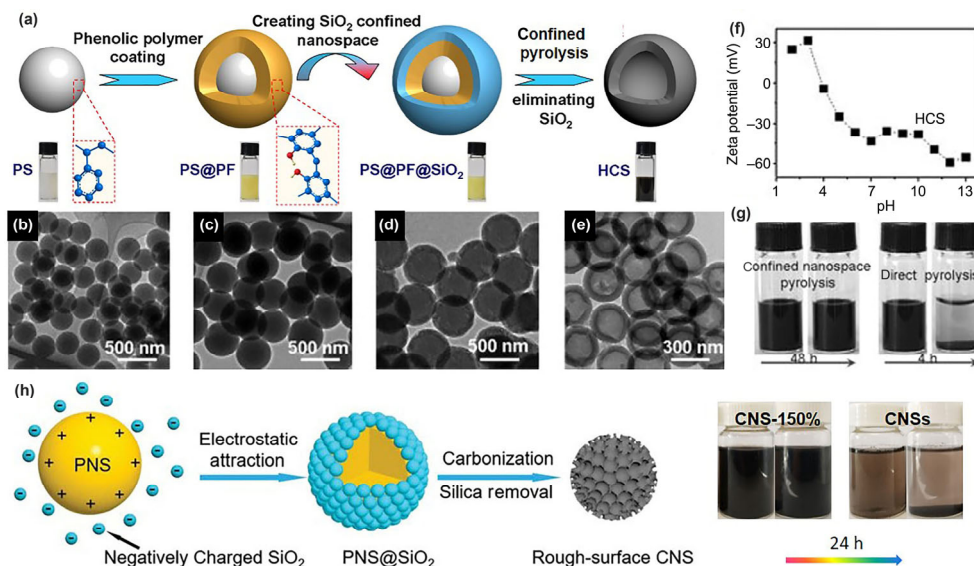 (a)
Phenolic polymer
coating
Creating SiO₂ confined
nanospace
Confined
pyrolysis
eliminating
SiO₂
PS
PS@PF
PS@PF@SiO₂
HCS
(b)
500 nm
(c)
500 nm
(d)
500 nm
(e)
300 nm
(f)
Zeta potential (mV)
30
0
−30
−60
HCS
1
4
7
10
13
pH
(g)
Confined nanospace
pyrolysis
Direct pyrolysis
48 h
4 h
(h)
PNS
Negatively Charged SiO₂
Electrostatic
attraction
PNS@SiO₂
Carbonization
Silica removal
Rough-surface CNS
CNS-150%
CNSs
24 h